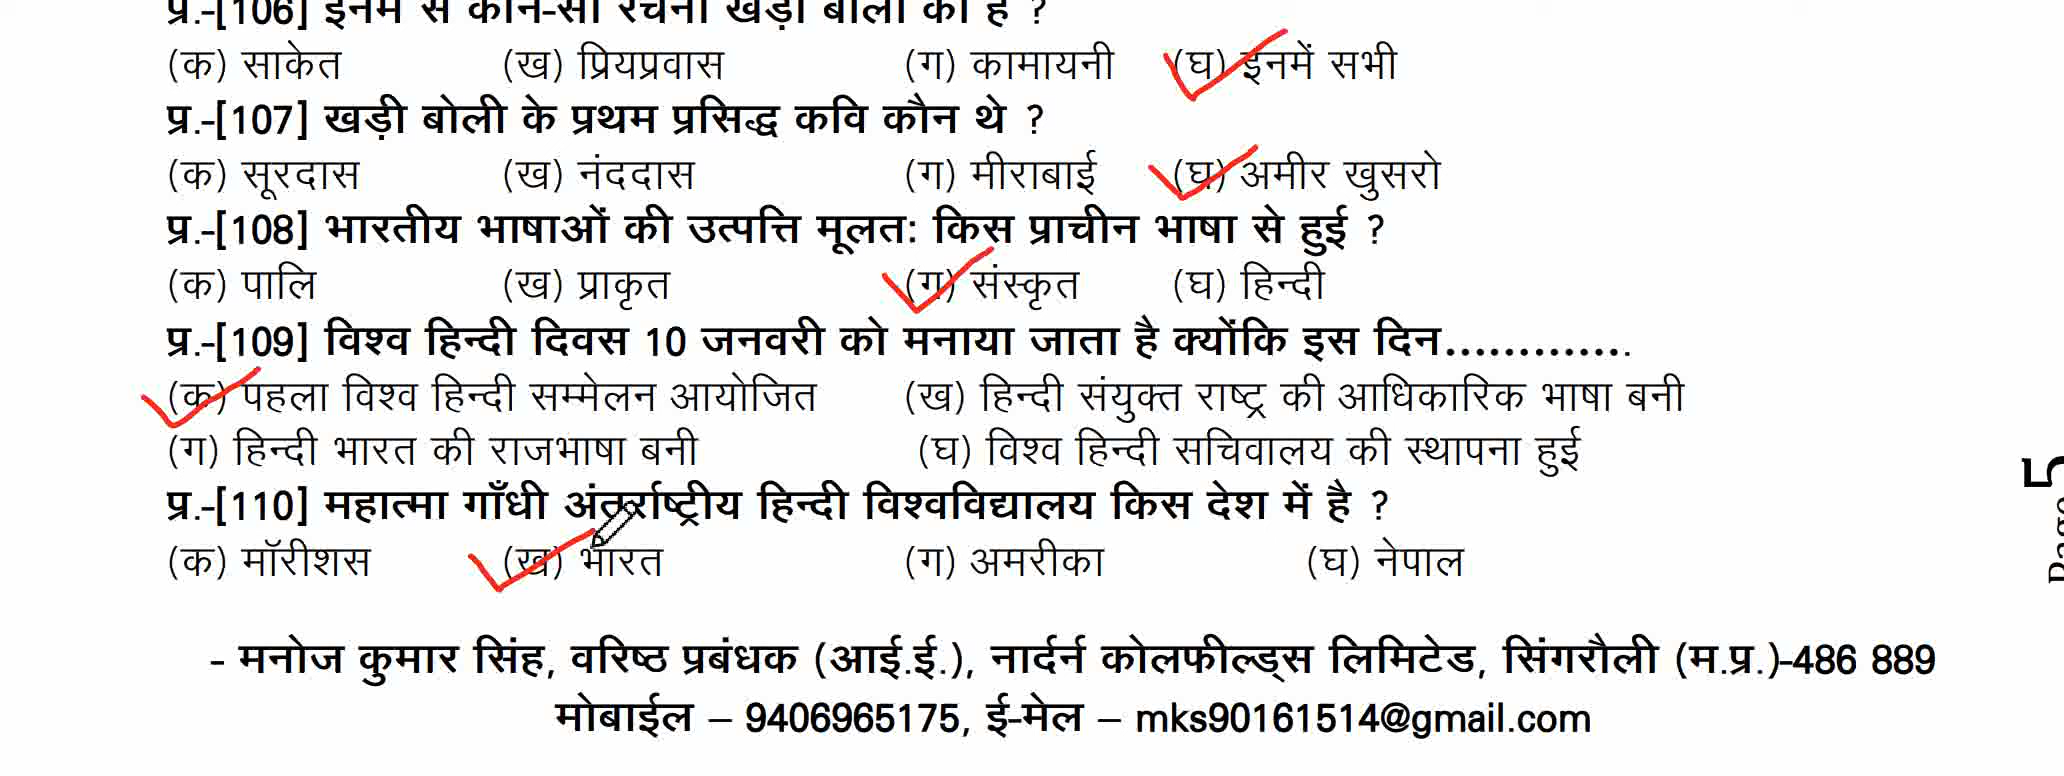 प्र.-[106] इनमें से कौन-सी रचना खड़ी बोली की है ?
(क) साकेत (ख) प्रियप्रवास (ग) कामायनी (घ) इनमें सभी
प्र.-[107] खड़ी बोली के प्रथम प्रसिद्ध कवि कौन थे ?
(क) सूरदास (ख) नंददास (ग) मीराबाई (घ) अमीर खुसरो
प्र.-[108] भारतीय भाषाओं की उत्पत्ति मूलत: किस प्राचीन भाषा से हुई ?
(क) पालि (ख) प्राकृत (ग) संस्कृत (घ) हिन्दी
प्र.-[109] विश्व हिन्दी दिवस 10 जनवरी को मनाया जाता है क्योंकि इस दिन.............
(क) पहला विश्व हिन्दी सम्मेलन आयोजित (ख) हिन्दी संयुक्त राष्ट्र की आधिकारिक भाषा बनी
(ग) हिन्दी भारत की राजभाषा बनी (घ) विश्व हिन्दी सचिवालय की स्थापना हुई
प्र.-[110] महात्मा गाँधी अंतर्राष्ट्रीय हिन्दी विश्वविद्यालय किस देश में है ?
(क) मॉरीशस (ख) भारत (ग) अमरीका (घ) नेपाल
- मनोज कुमार सिंह, वरिष्ठ प्रबंधक (आई.ई.), नार्दर्न कोलफील्ड्स लिमिटेड, सिंगरौली (म.प्र.)-486 889
मोबाईल – 9406965175, ई-मेल – mks90161514@gmail.com
Page 5